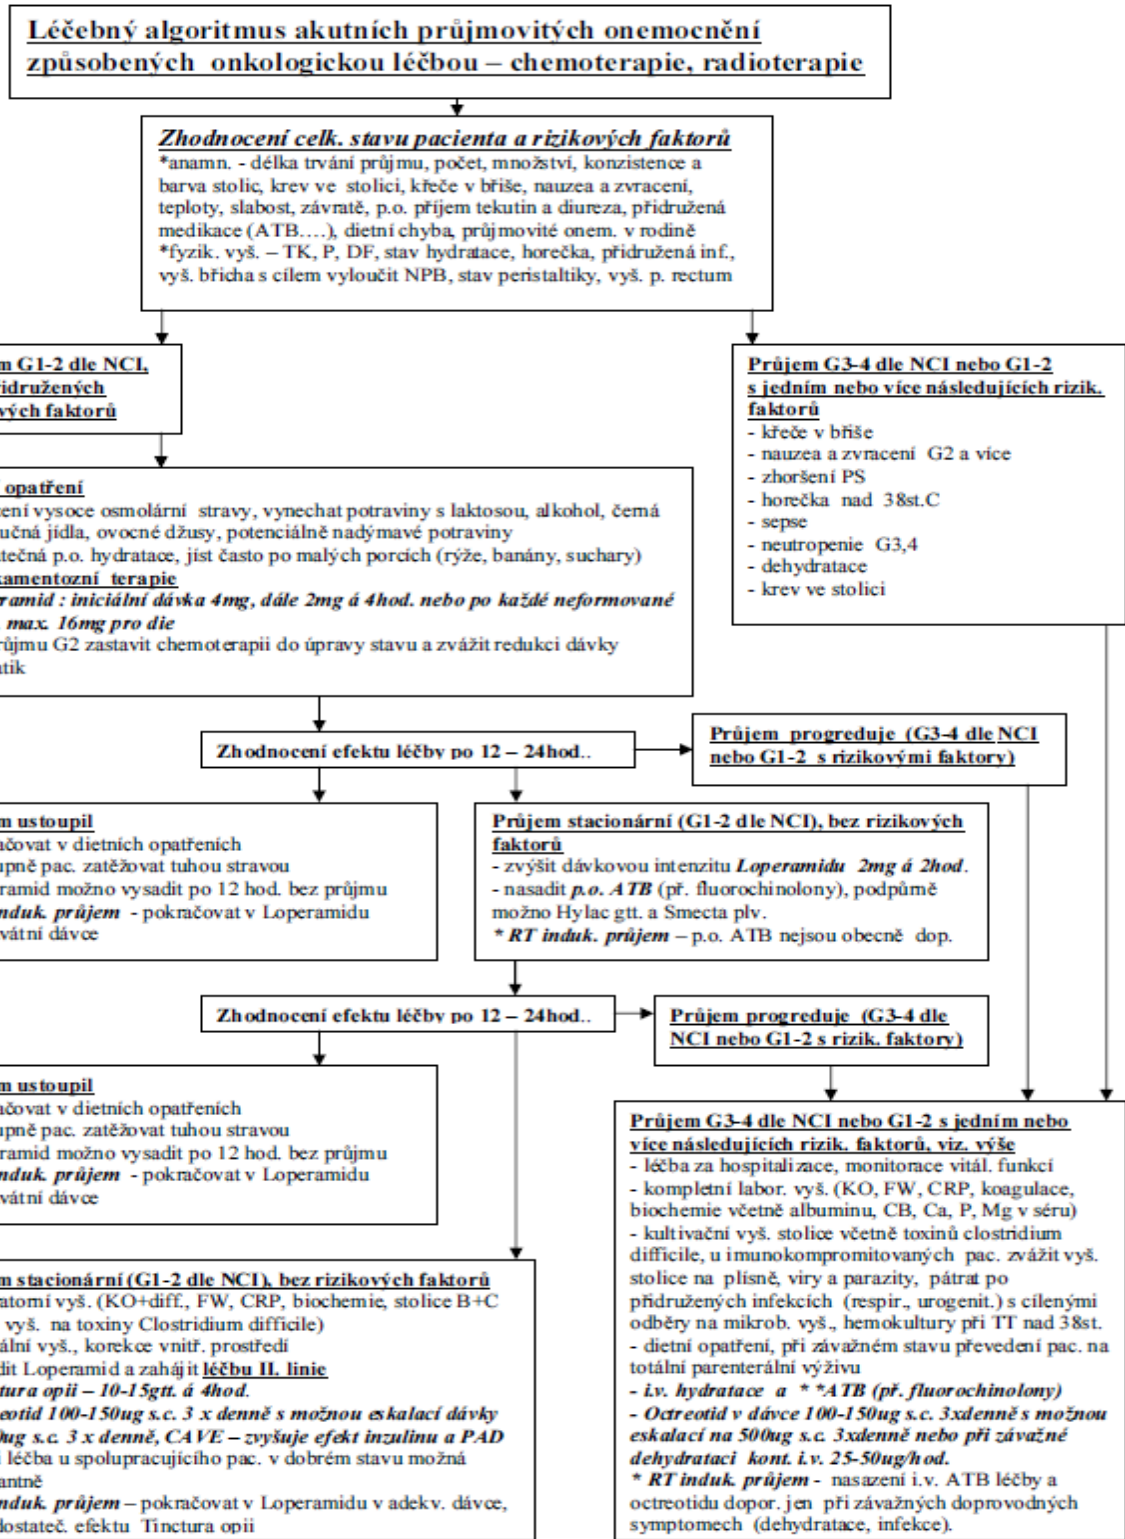 Léčebný algoritmus akutních průjmovitých onemocnění
způsobených onkologickou léčbou – chemoterapie, radioterapie
Zhodnocení celk. stavu pacienta a rizikových faktorů
*anamn. - délka trvání průjmu, počet, množství, konzistence a
barva stolic, krev ve stolici, křeče v břiše, nauzea a zvracení,
teploty, slabost, závratě, p.o. příjem tekutin a diureza, přidružená
medikace (ATB….), dietní chyba, průjmovité onem. v rodině
*fyzik. vyš. – TK, P, DF, stav hydratace, horečka, přidružená inf.,
vyš. břicha s cílem vyloučit NPB, stav peristaltiky, vyš. p. rectum
m G1-2 dle NCI,
řidružených
vých faktorů
Průjem G3-4 dle NCI nebo G1-2
s jedním nebo více následujících rizik.
faktorů
- křeče v břiše
- nauzea a zvracení G2 a více
- zhoršení PS
- horečka nad 38st.C
- sepse
- neutropenie G3,4
- dehydratace
- krev ve stolici
opatření
ení vysoce osmolární stravy, vynechat potraviny s laktosou, alkohol, černá
učná jídla, ovocné džusy, potenciálně nadýmavé potraviny
tečná p.o. hydratace, jíst často po malých porcích (rýže, banány, suchary)
kamentozní terapie
ramid : iniciální dávka 4mg, dále 2mg á 4hod. nebo po každé neformované
max. 16mg pro die
růjmu G2 zastavit chemoterapii do úpravy stavu a zvážit redukci dávky
tik
Zhodnocení efektu léčby po 12 – 24hod..
Průjem progreduje (G3-4 dle NCI
nebo G1-2 s rizikovými faktory)
m ustoupil
ačovat v dietních opatřeních
upně pac. zatěžovat tuhou stravou
eramid možno vysadit po 12 hod. bez průjmu
nduk. průjem - pokračovat v Loperamidu
vátní dávce
Průjem stacionární (G1-2 dle NCI), bez rizikových
faktorů
- zvýšit dávkovou intenzitu Loperamidu 2mg á 2hod.
- nasadit p.o. ATB (př. fluorochinolony), podpůrně
možno Hylac gtt. a Smecta plv.
* RT induk. průjem – p.o. ATB nejsou obecně dop.
Zhodnocení efektu léčby po 12 – 24hod..
Průjem progreduje (G3-4 dle
NCI nebo G1-2 s rizik. faktory)
m ustoupil
ačovat v dietních opatřeních
upně pac. zatěžovat tuhou stravou
eramid možno vysadit po 12 hod. bez průjmu
nduk. průjem - pokračovat v Loperamidu
vátní dávce
Průjem G3-4 dle NCI nebo G1-2 s jedním nebo
více následujících rizik. faktorů, viz. výše
- léčba za hospitalizace, monitorace vitál. funkcí
- kompletní labor. vyš. (KO, FW, CRP, koagulace,
biochemie včetně albuminu, CB, Ca, P, Mg v séru)
- kultivační vyš. stolice včetně toxinů clostridium
difficile, u imunokompromitovaných pac. zvážit vyš.
stolice na plísně, viry a parazity, pátrat po
přidružených infekcích (respir., urogenit.) s cílenými
odběry na mikrob. vyš., hemokultury při TT nad 38st.
- dietní opatření, při závažném stavu převedení pac. na
totální parenterální výživu
- i.v. hydratace a * *ATB (př. fluorochinolony)
- Octreotid v dávce 100-150ug s.c. 3xdenně s možnou
eskalací na 500ug s.c. 3xdenně nebo při závažné
dehydrataci kont. i.v. 25-50ug/hod.
* RT induk. průjem - nasazení i.v. ATB léčby a
octreotidu dopor. jen při závažných doprovodných
symptomech (dehydratace, infekce).
m stacionární (G1-2 dle NCI), bez rizikových faktorů
atorní vyš. (KO+diff., FW, CRP, biochemie, stolice B+C
vyš. na toxiny Clostridium difficile)
ální vyš., korekce vnitř. prostředí
dit Loperamid a zahájit léčbu II. linie
tura opii – 10-15gtt. á 4hod.
eotid 100-150ug s.c. 3 x denně s možnou eskalací dávky
0ug s.c. 3 x denně, CAVE – zvyšuje efekt inzulinu a PAD
i léčba u spolupracujícího pac. v dobrém stavu možná
antně
nduk. průjem – pokračovat v Loperamidu v adekv. dávce,
dostateč. efektu Tinctura opii